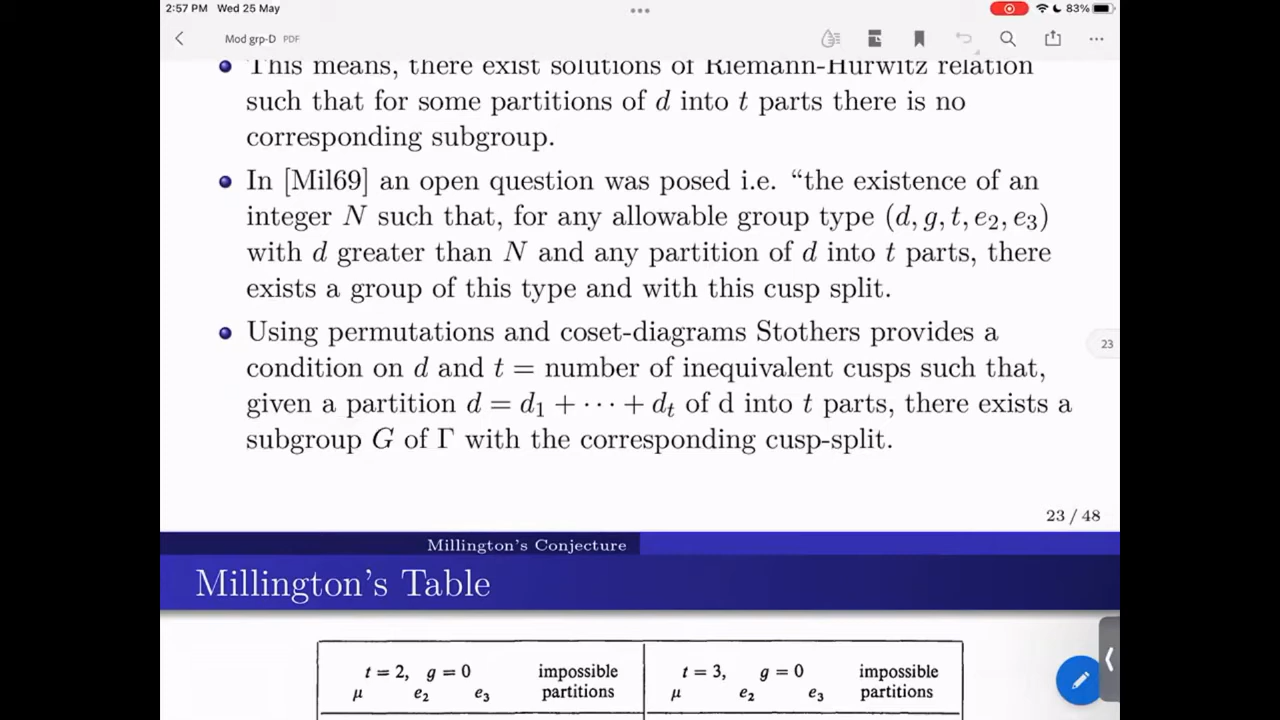 2:57 PM Wed 25 May
83%
Mod grp-D PDF
This means, there exist solutions of Riemann-Hurwitz relation
such that for some partitions of d into t parts there is no
corresponding subgroup.
In [Mil69] an open question was posed i.e. “the existence of an
integer N such that, for any allowable group type (d, g, t, e₂, e₃)
with d greater than N and any partition of d into t parts, there
exists a group of this type and with this cusp split.
Using permutations and coset-diagrams Stothers provides a
condition on d and t = number of inequivalent cusps such that,
given a partition d = d₁ + ··· + dₜ of d into t parts, there exists a
subgroup G of Γ with the corresponding cusp-split.
23
23 / 48
Millington's Conjecture
Millington's Table
t = 2, g = 0 impossible t = 3, g = 0 impossible
μ e₂ e₃ partitions μ e₂ e₃ partitions